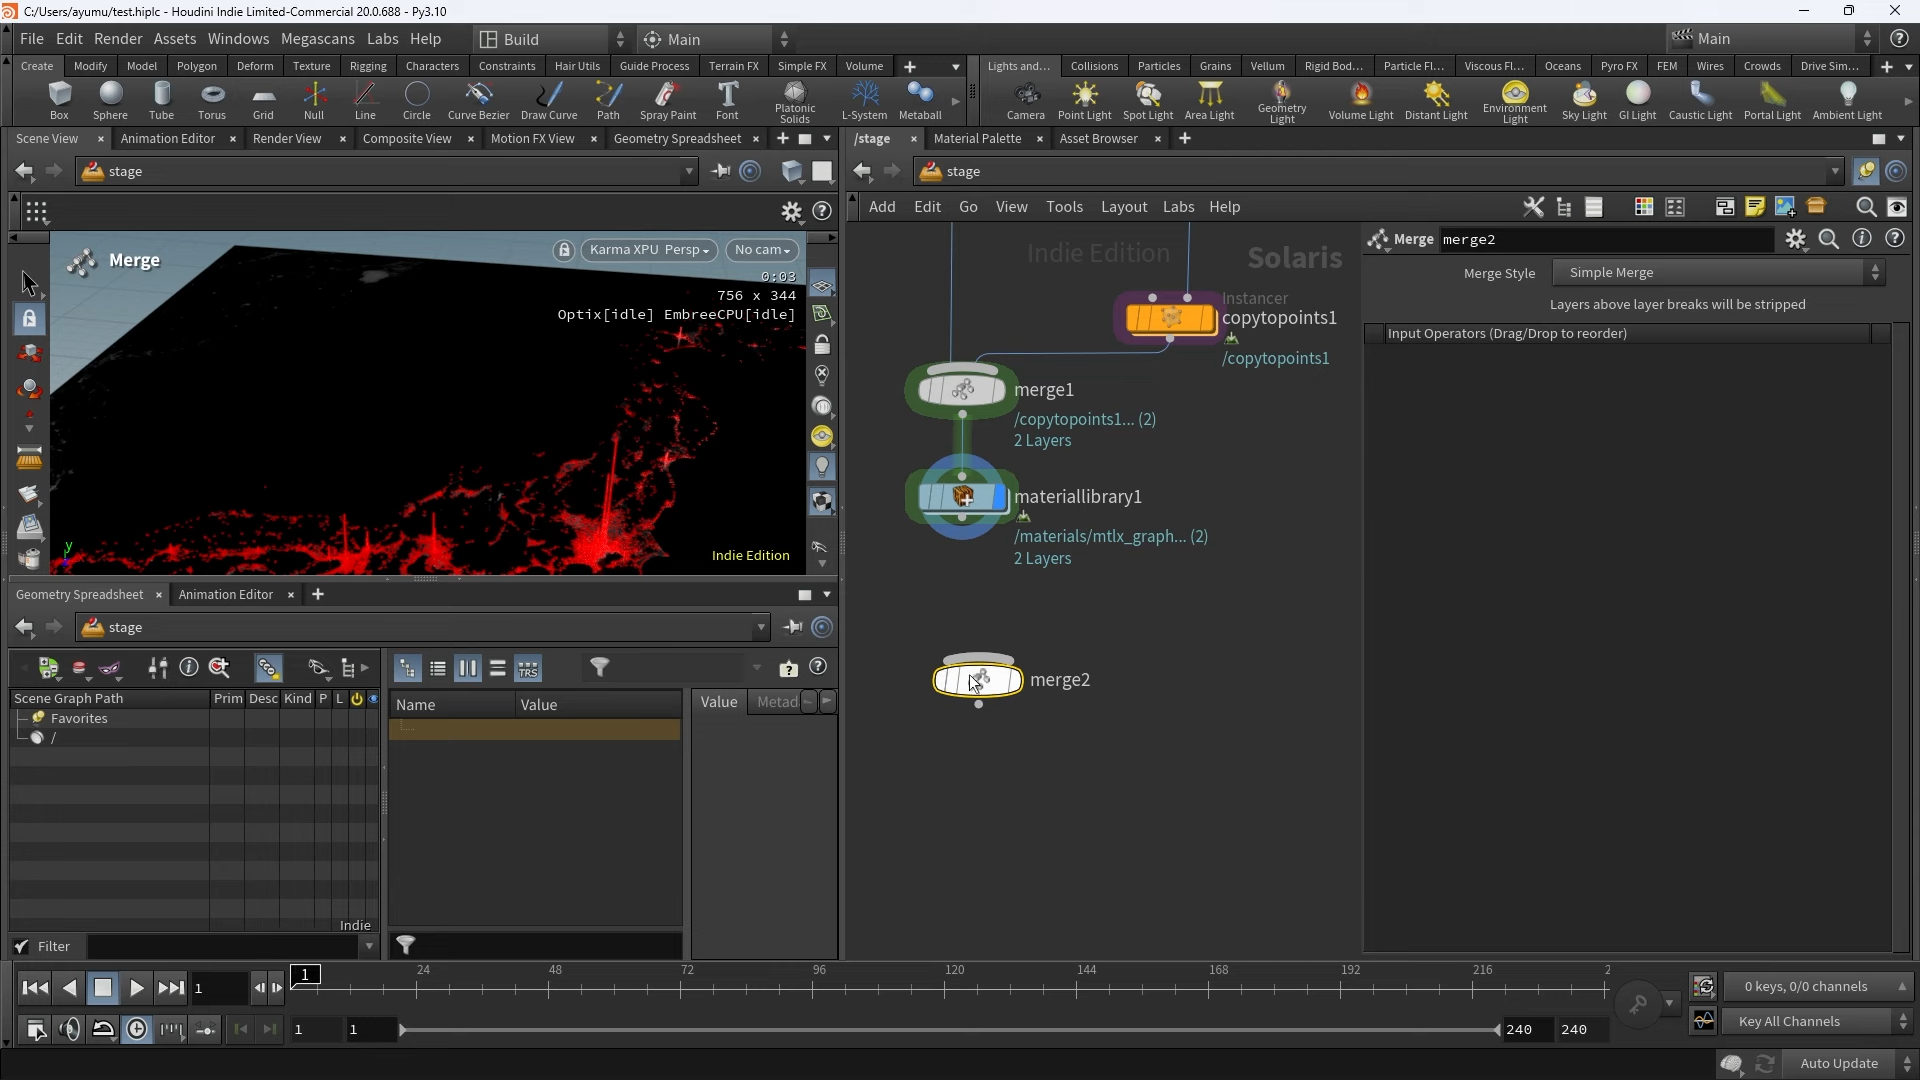 C:/Users/ayumu/test.hiplc - Houdini Indie Limited-Commercial 20.0.688 - Py3.10
File Edit Render Assets Windows Megascans Labs Help
Build
Main
Main
Create Modify Model Polygon Deform Texture Rigging Characters Constraints Hair Utils Guide Process Terrain FX Simple FX Volume
Lights and... Collisions Particles Grains Vellum Rigid Bod... Particle Fl... Viscous Fl... Oceans Pyro FX FEM Wires Crowds Drive Sim...
Box Sphere Tube Torus Grid Null Line Circle Curve Bezier Draw Curve Path Spray Paint Font Platonic Solids L-System Metaball
Camera Point Light Spot Light Area Light Geometry Light Volume Light Distant Light Environment Light Sky Light GI Light Caustic Light Portal Light Ambient Light
Scene View Animation Editor Render View Composite View Motion FX View Geometry Spreadsheet
/stage Material Palette Asset Browser
stage
stage
Add Edit Go View Tools Layout Labs Help
Merge
Karma XPU Persp
No cam
0:03
756 x 344
Optix[idle] EmbreeCPU[idle]
y
Indie Edition
Indie Edition
Solaris
Instancer
copytopoints1
/copytopoints1
merge1
/copytopoints1... (2)
2 Layers
materiallibrary1
/materials/mtlx_graph... (2)
2 Layers
merge2
Merge merge2
Merge Style Simple Merge
Layers above layer breaks will be stripped
Input Operators (Drag/Drop to reorder)
Geometry Spreadsheet Animation Editor
stage
TRS
Scene Graph Path Prim Desc Kind P L
Favorites
/
Indie
Filter
Name Value
Value Metad
1
1
24 48 72 96 120 144 168 192 216 2
1 1
240 240
0 keys, 0/0 channels
Key All Channels
Auto Update